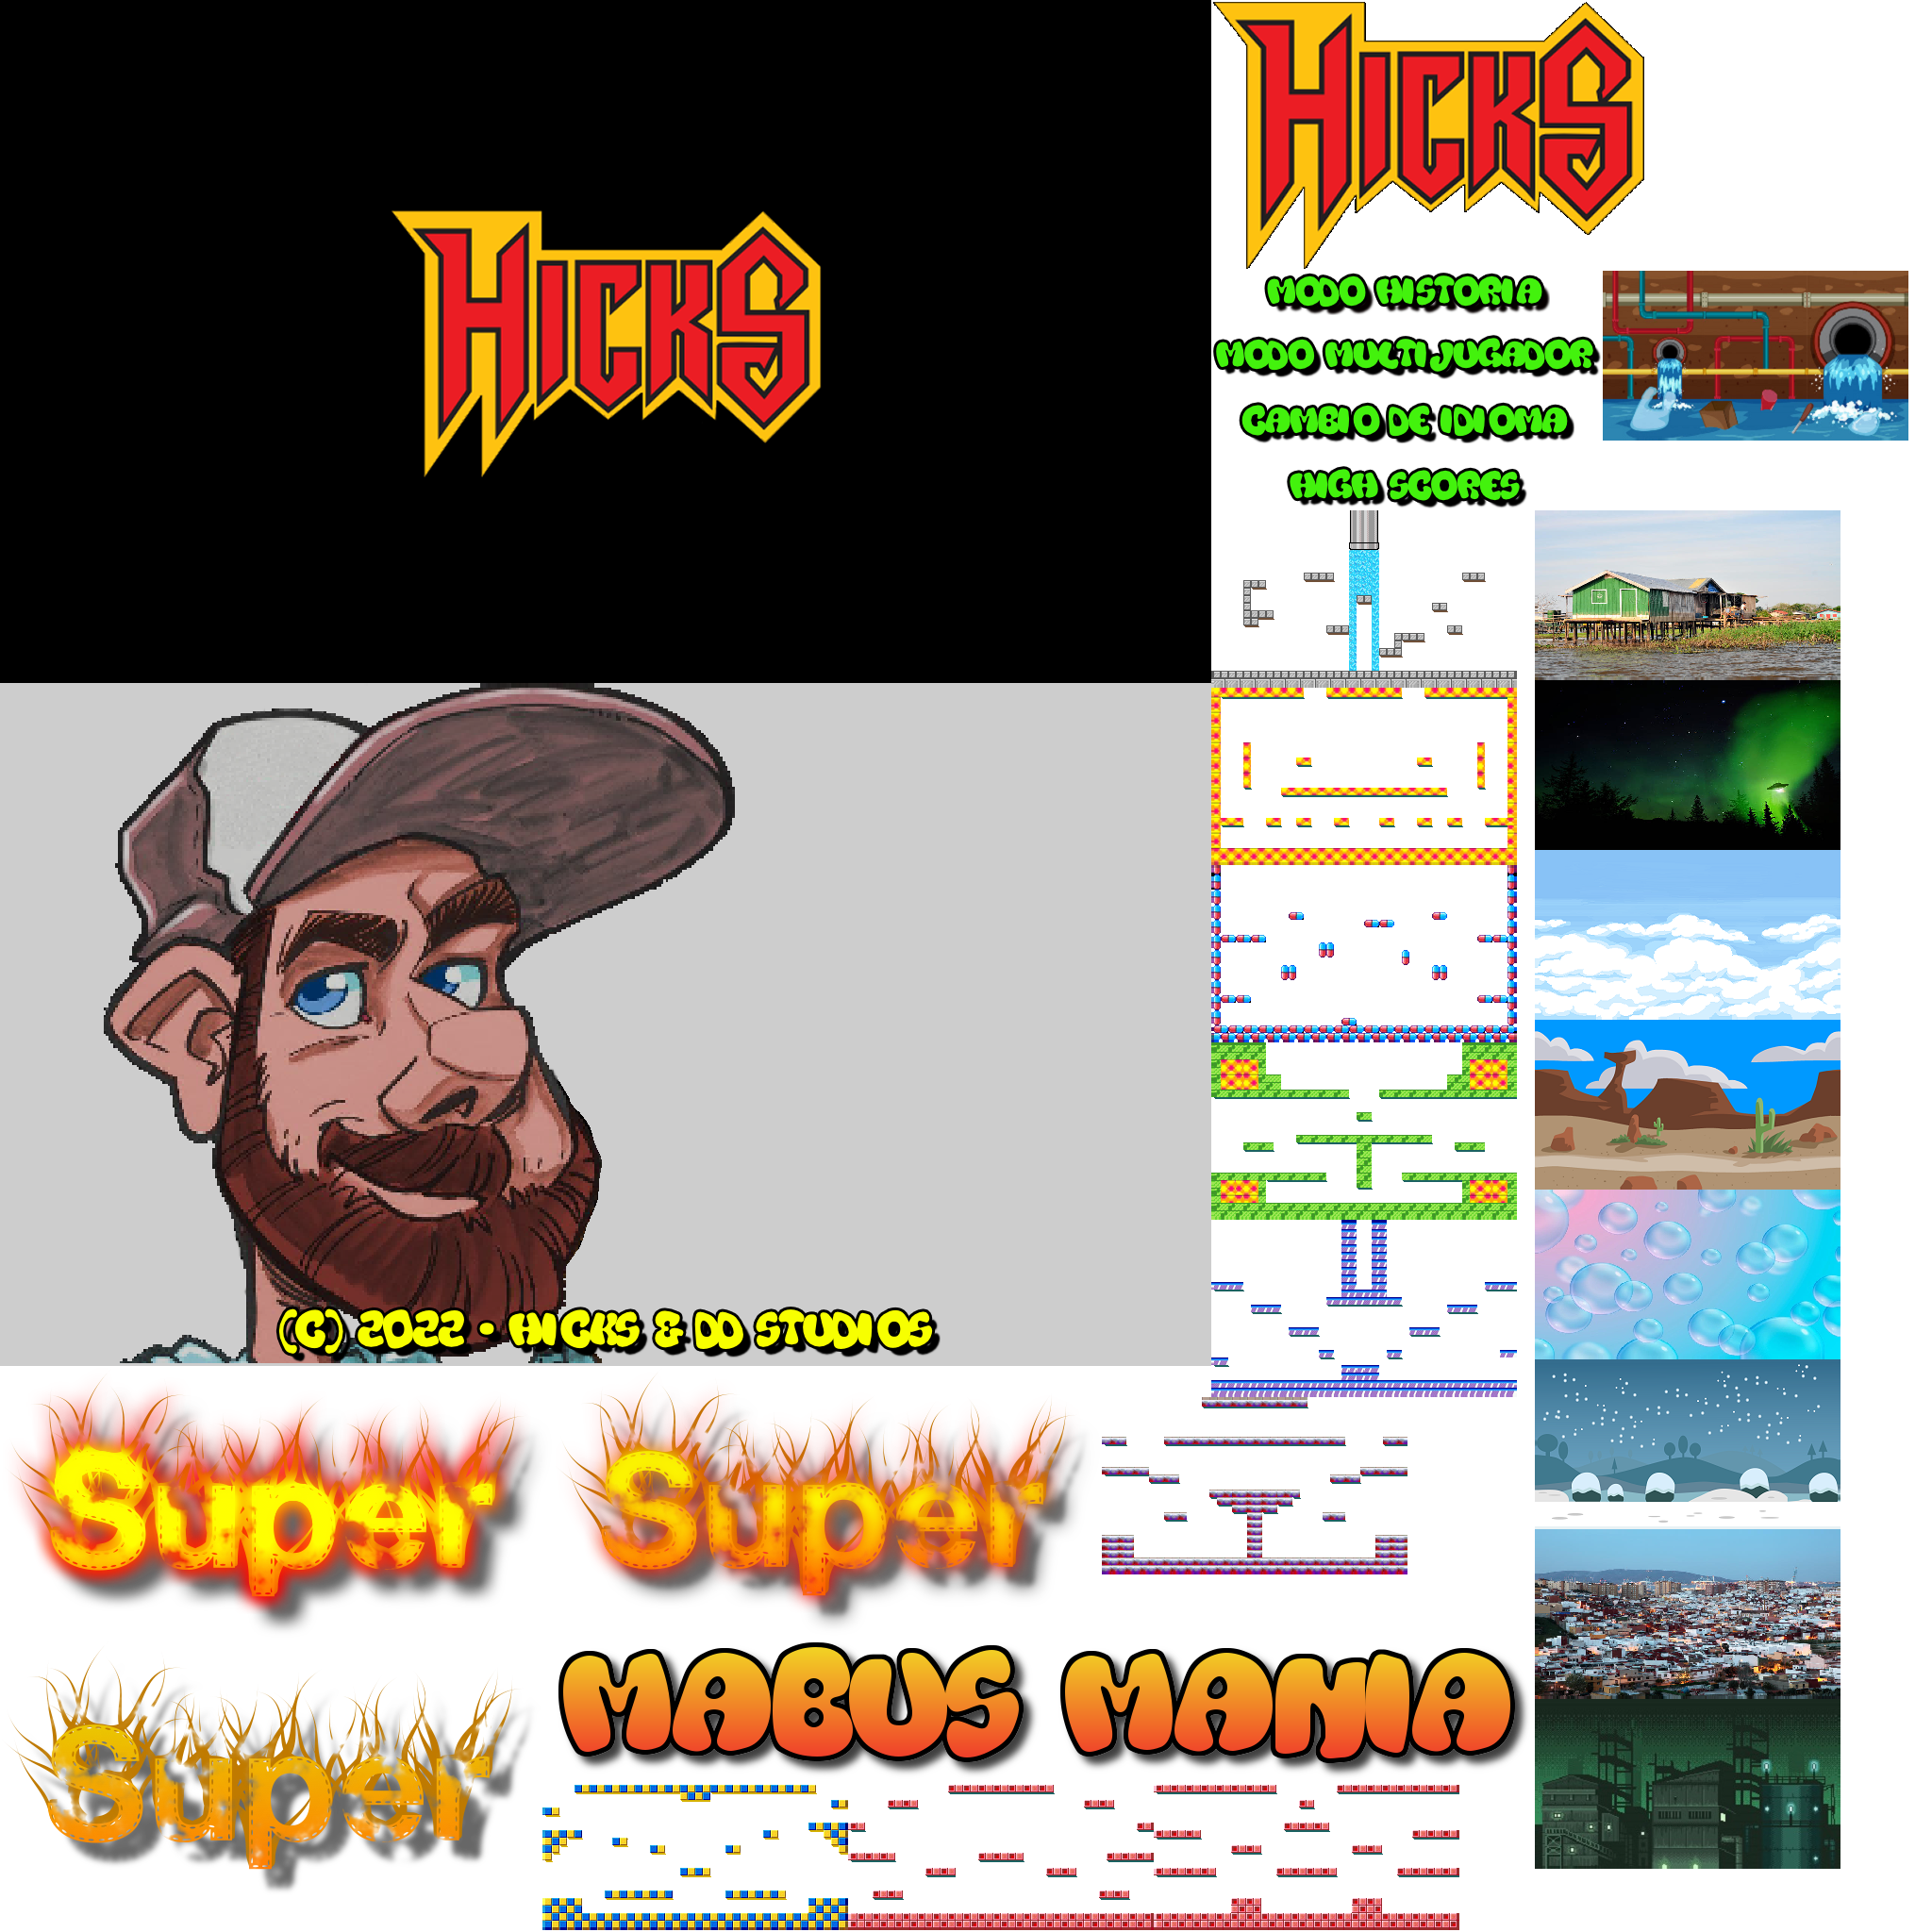 HICKS
HICKS
MODO HISTORIA
MODO MULTIJUGADOR
CAMBIO DE IDIOMA
HIGH SCORES
(C) 2022 - HICKS & DD STUDIOS
Super
Super
Super
MABUS MANIA